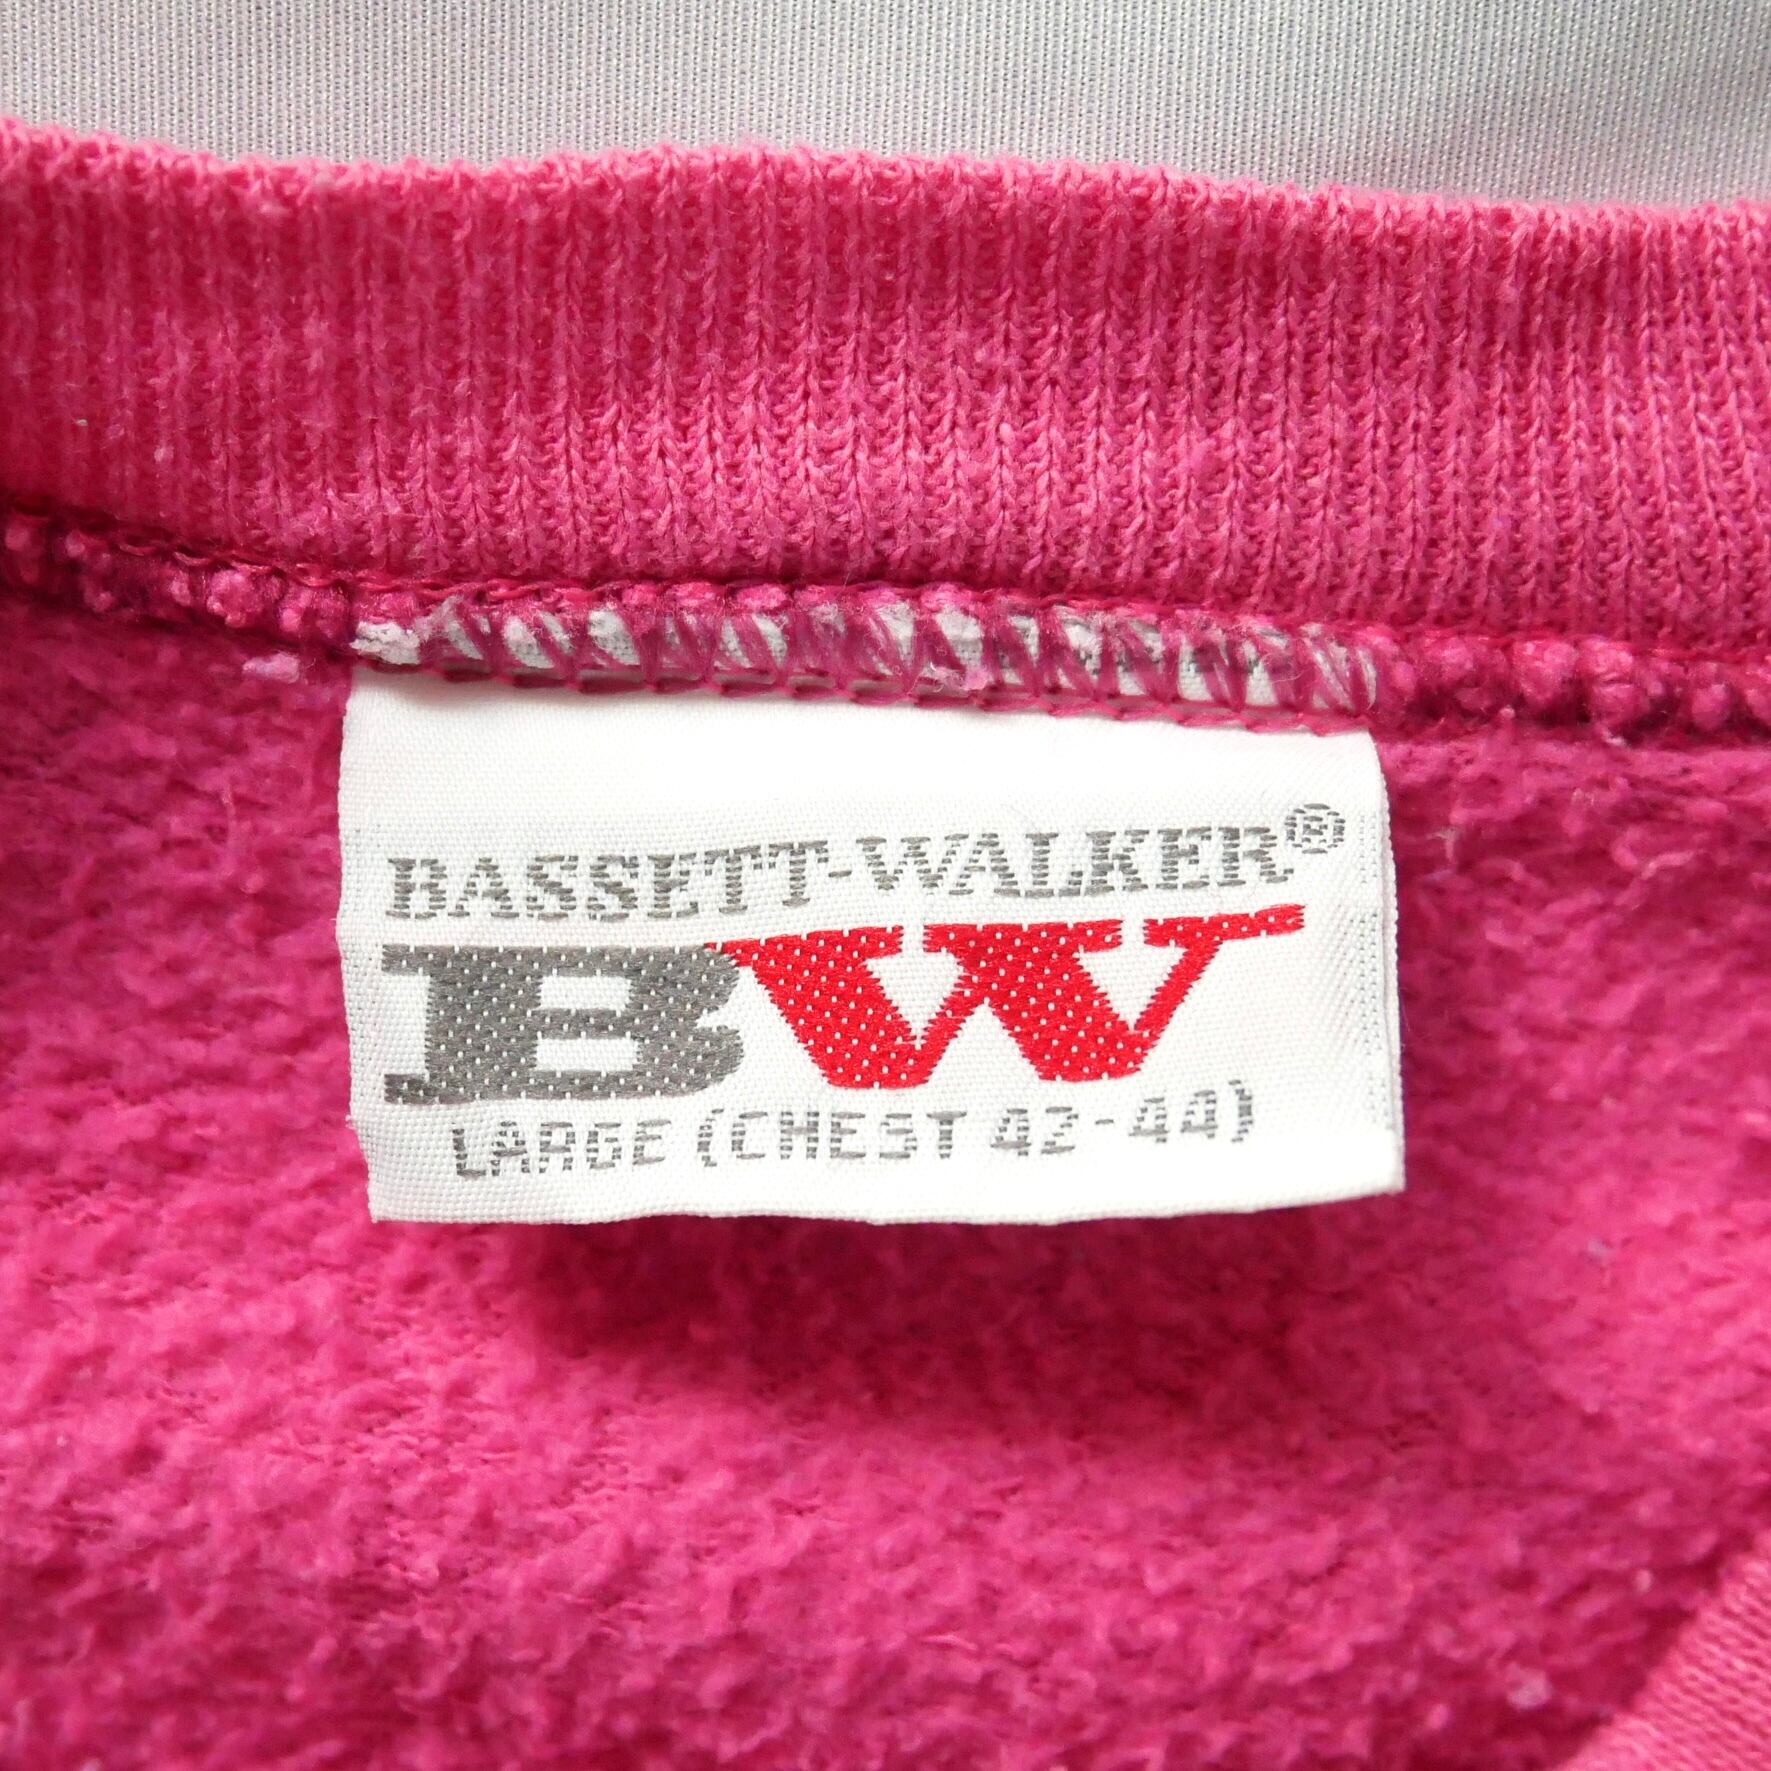 BASSETT-WALKER®
BW
LARGE (CHEST 42-44)